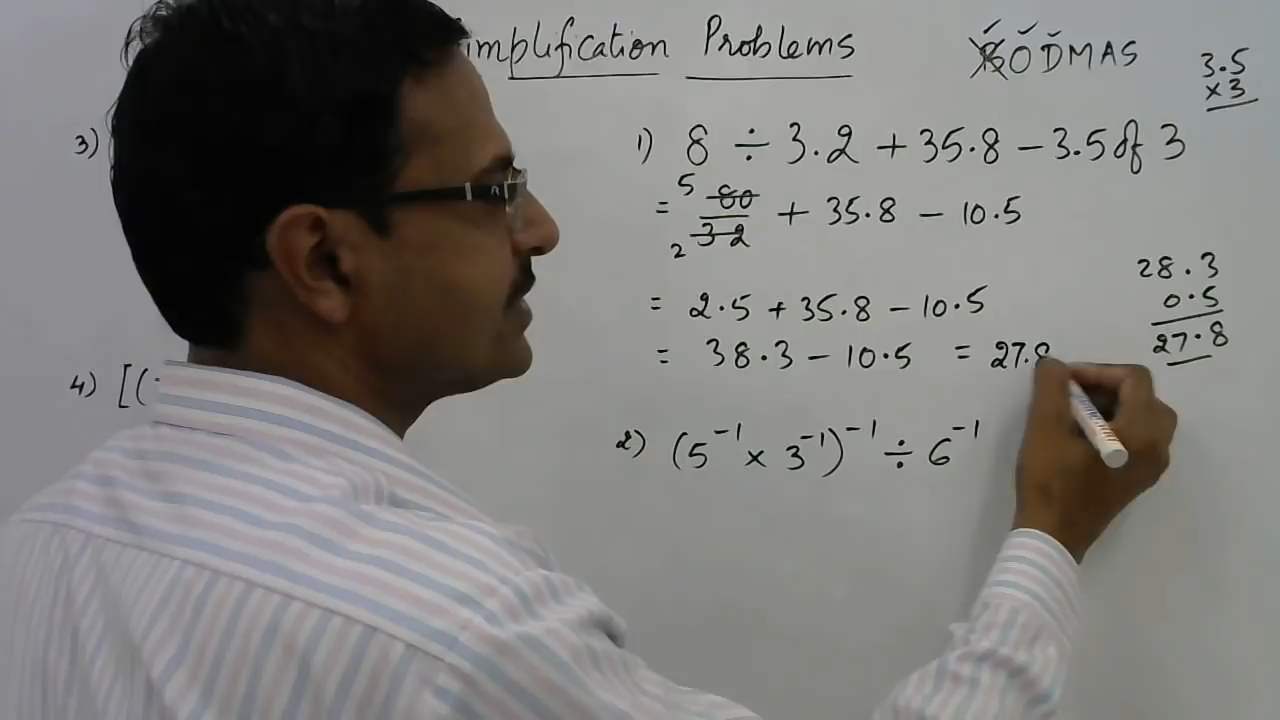 implification Problems
BODMAS
3.5
× 3
3)
1) 8 ÷ 3.2 + 35.8 - 3.5 of 3
= 5 80/32 2 + 35.8 - 10.5
= 2.5 + 35.8 - 10.5
= 38.3 - 10.5 = 27.8
28.3
0.5
27.8
4) [(
2) (5⁻¹ × 3⁻¹)⁻¹ ÷ 6⁻¹